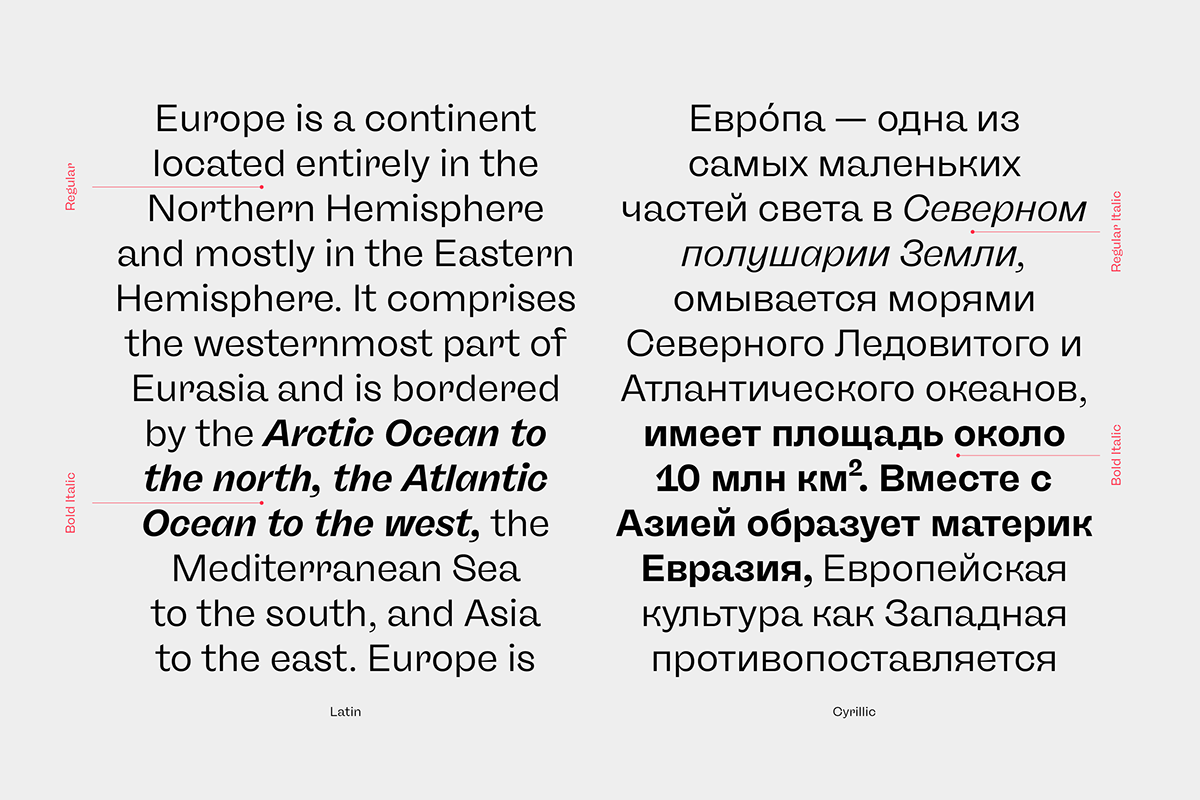 Regular
Bold Italic
Europe is a continent
located entirely in the
Northern Hemisphere
and mostly in the Eastern
Hemisphere. It comprises
the westernmost part of
Eurasia and is bordered
by the Arctic Ocean to
the north, the Atlantic
Ocean to the west, the
Mediterranean Sea
to the south, and Asia
to the east. Europe is
Latin
Евро́па — одна из
самых маленьких
частей света в Северном
полушарии Земли,
омывается морями
Северного Ледовитого и
Атлантического океанов,
имеет площадь около
10 млн км². Вместе с
Азией образует материк
Евразия, Европейская
культура как Западная
противопоставляется
Cyrillic
Regular Italic
Bold Italic